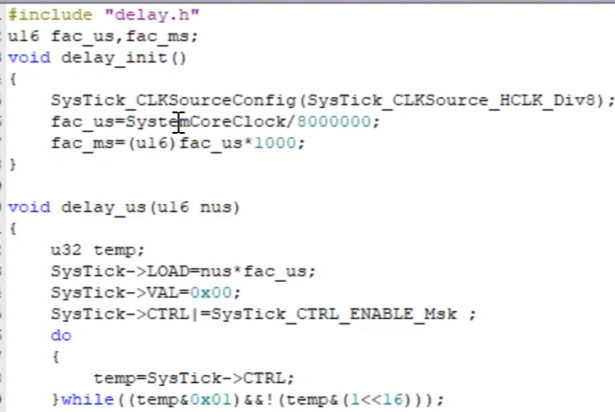 #include "delay.h"
u16 fac_us,fac_ms;
void delay_init()
{
    SysTick_CLKSourceConfig(SysTick_CLKSource_HCLK_Div8);
    fac_us=SystemCoreClock/8000000;
    fac_ms=(u16)fac_us*1000;
}

void delay_us(u16 nus)
{
    u32 temp;
    SysTick->LOAD=nus*fac_us;
    SysTick->VAL=0x00;
    SysTick->CTRL|=SysTick_CTRL_ENABLE_Msk ;
    do
    {
        temp=SysTick->CTRL;
    }while((temp&0x01)&&!(temp&(1<<16)));